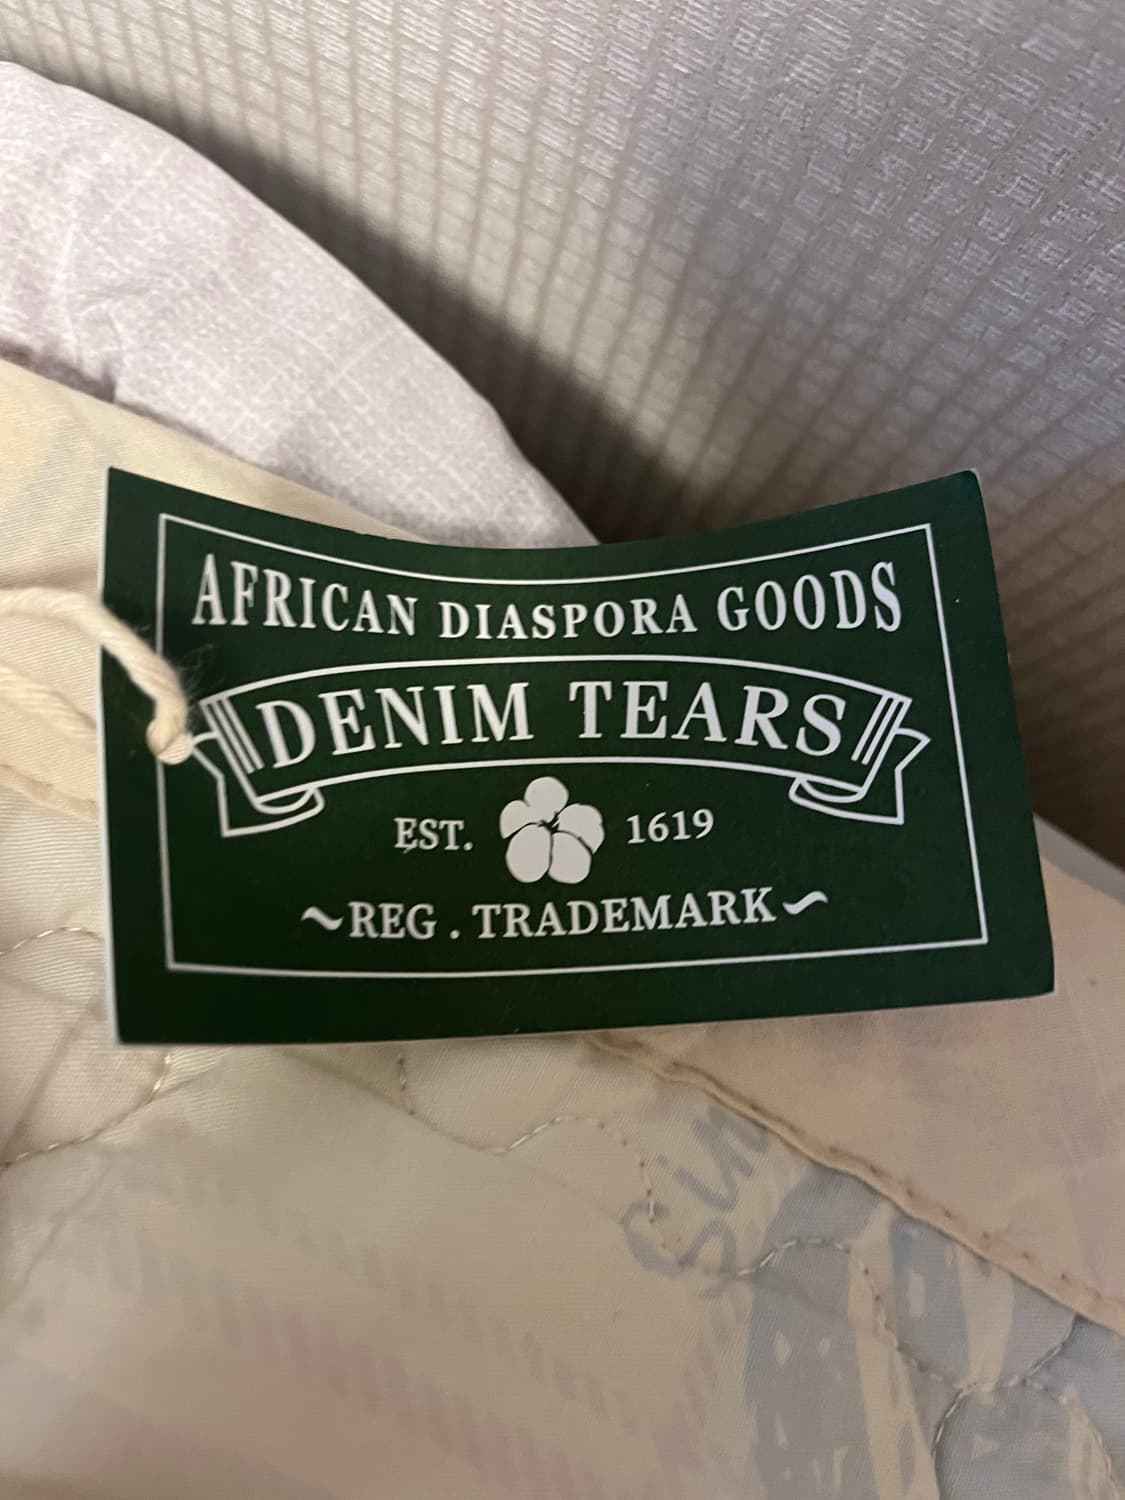 AFRICAN DIASPORA GOODS
DENIM TEARS
EST. 1619
~REG. TRADEMARK~